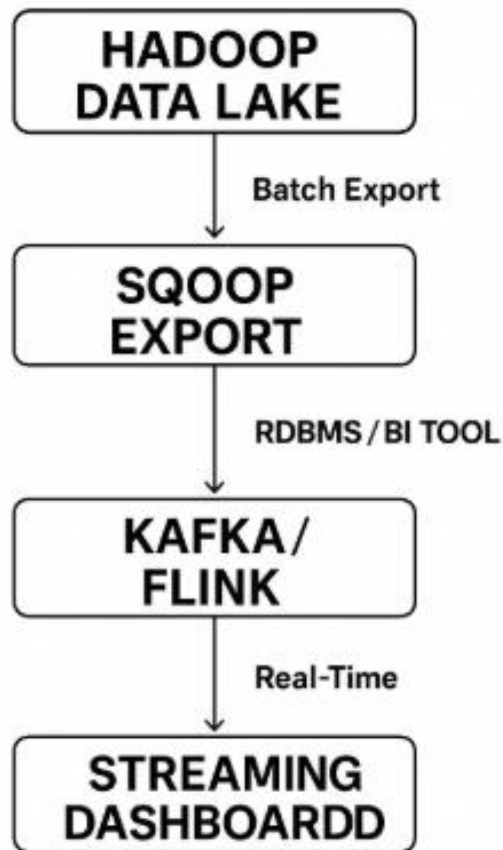 HADOOP
DATA LAKE
Batch Export
SQOOP
EXPORT
RDBMS / BI TOOL
KAFKA/
FLINK
Real-Time
STREAMING
DASHBOARDD